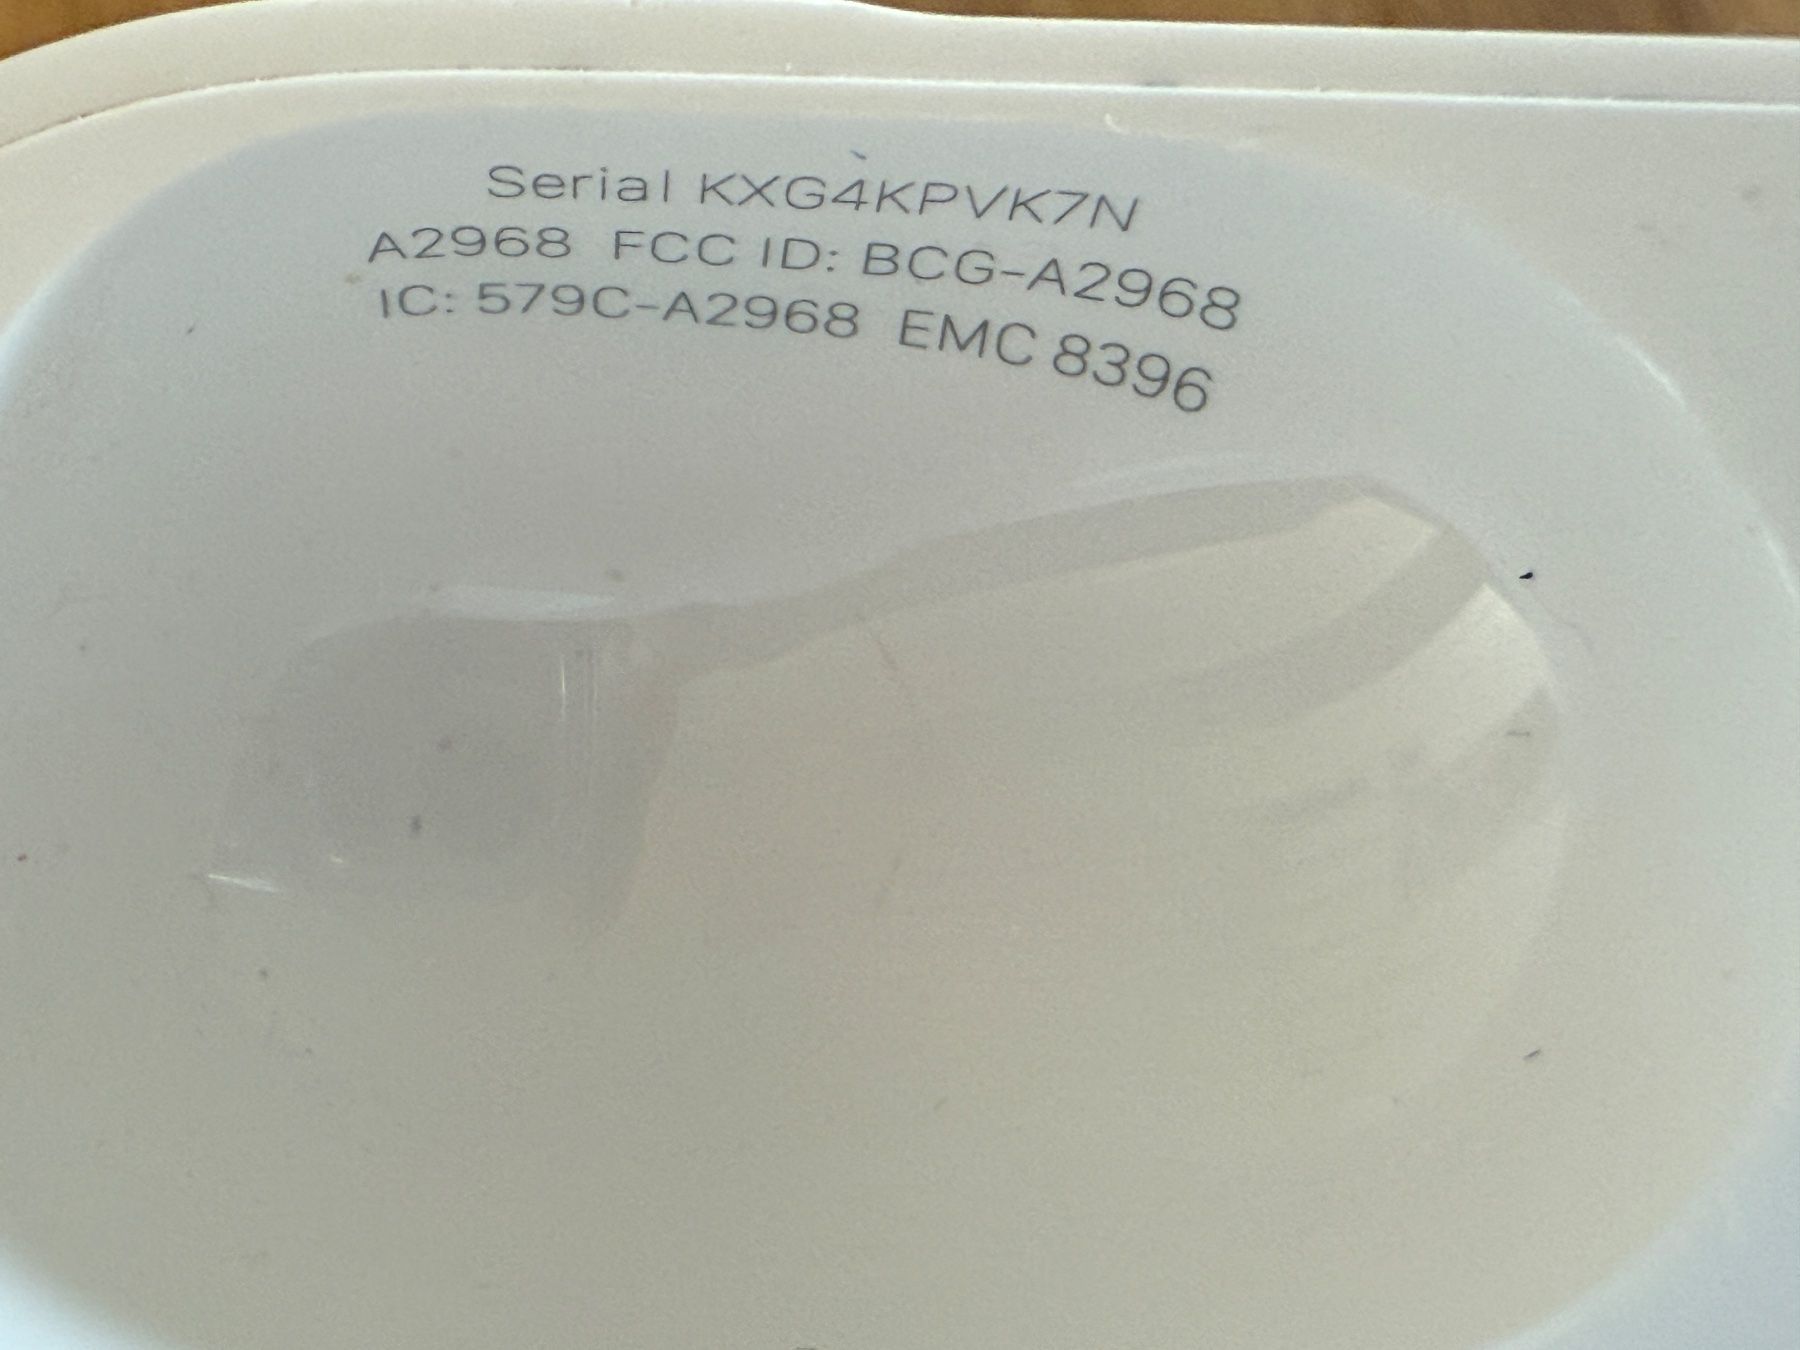 Serial KXG4KPVK7N
A2968 FCC ID: BCG-A2968
IC: 579C-A2968 EMC 8396